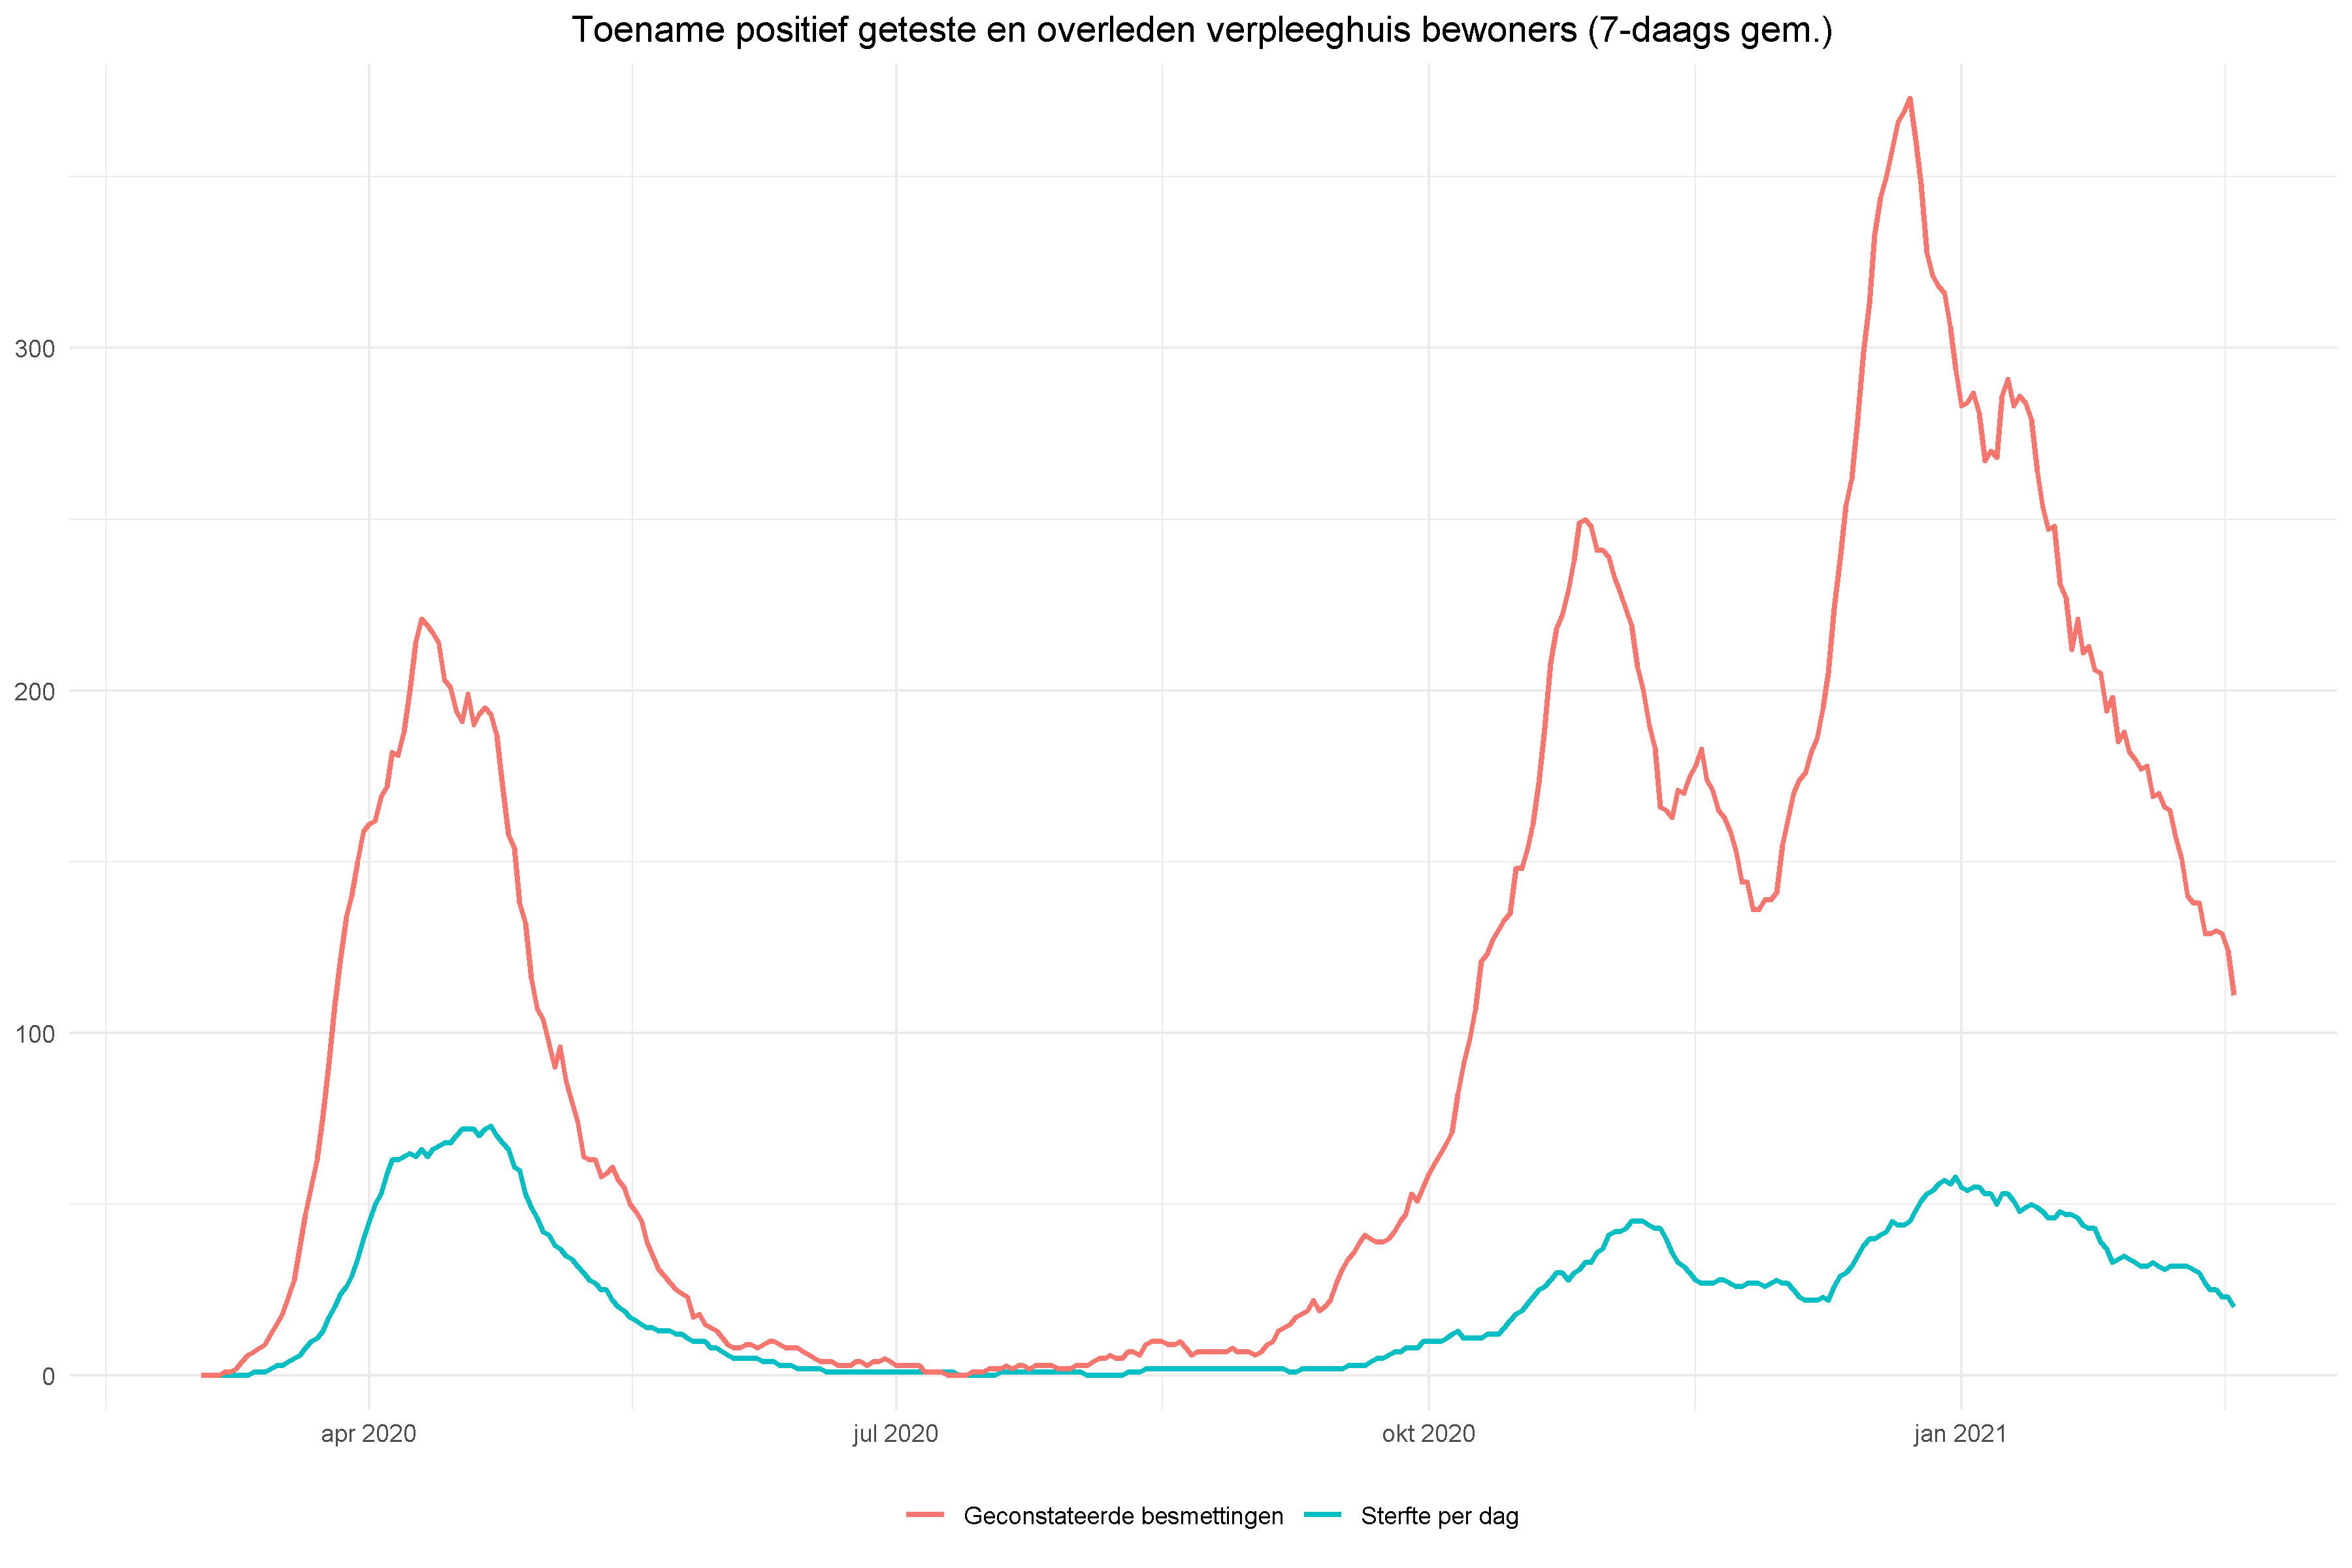 Toename positief geteste en overleden verpleeghuis bewoners (7-daags gem.)
300
200
100
0
apr 2020 jul 2020 okt 2020 jan 2021
Geconstateerde besmettingen Sterfte per dag